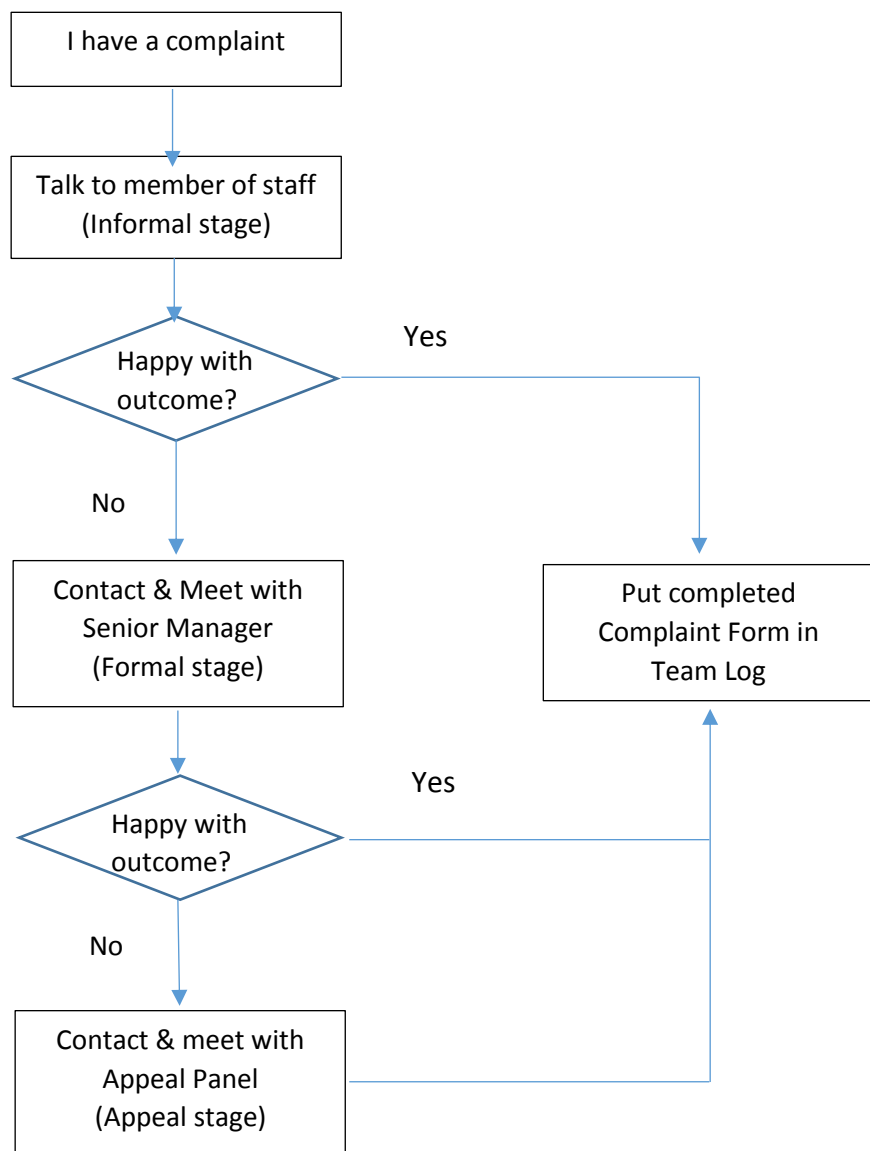 I have a complaint
Talk to member of staff
(Informal stage)
Yes
Happy with
outcome?
No
Contact & Meet with
Senior Manager
(Formal stage)
Put completed
Complaint Form in
Team Log
Yes
Happy with
outcome?
No
Contact & meet with
Appeal Panel
(Appeal stage)